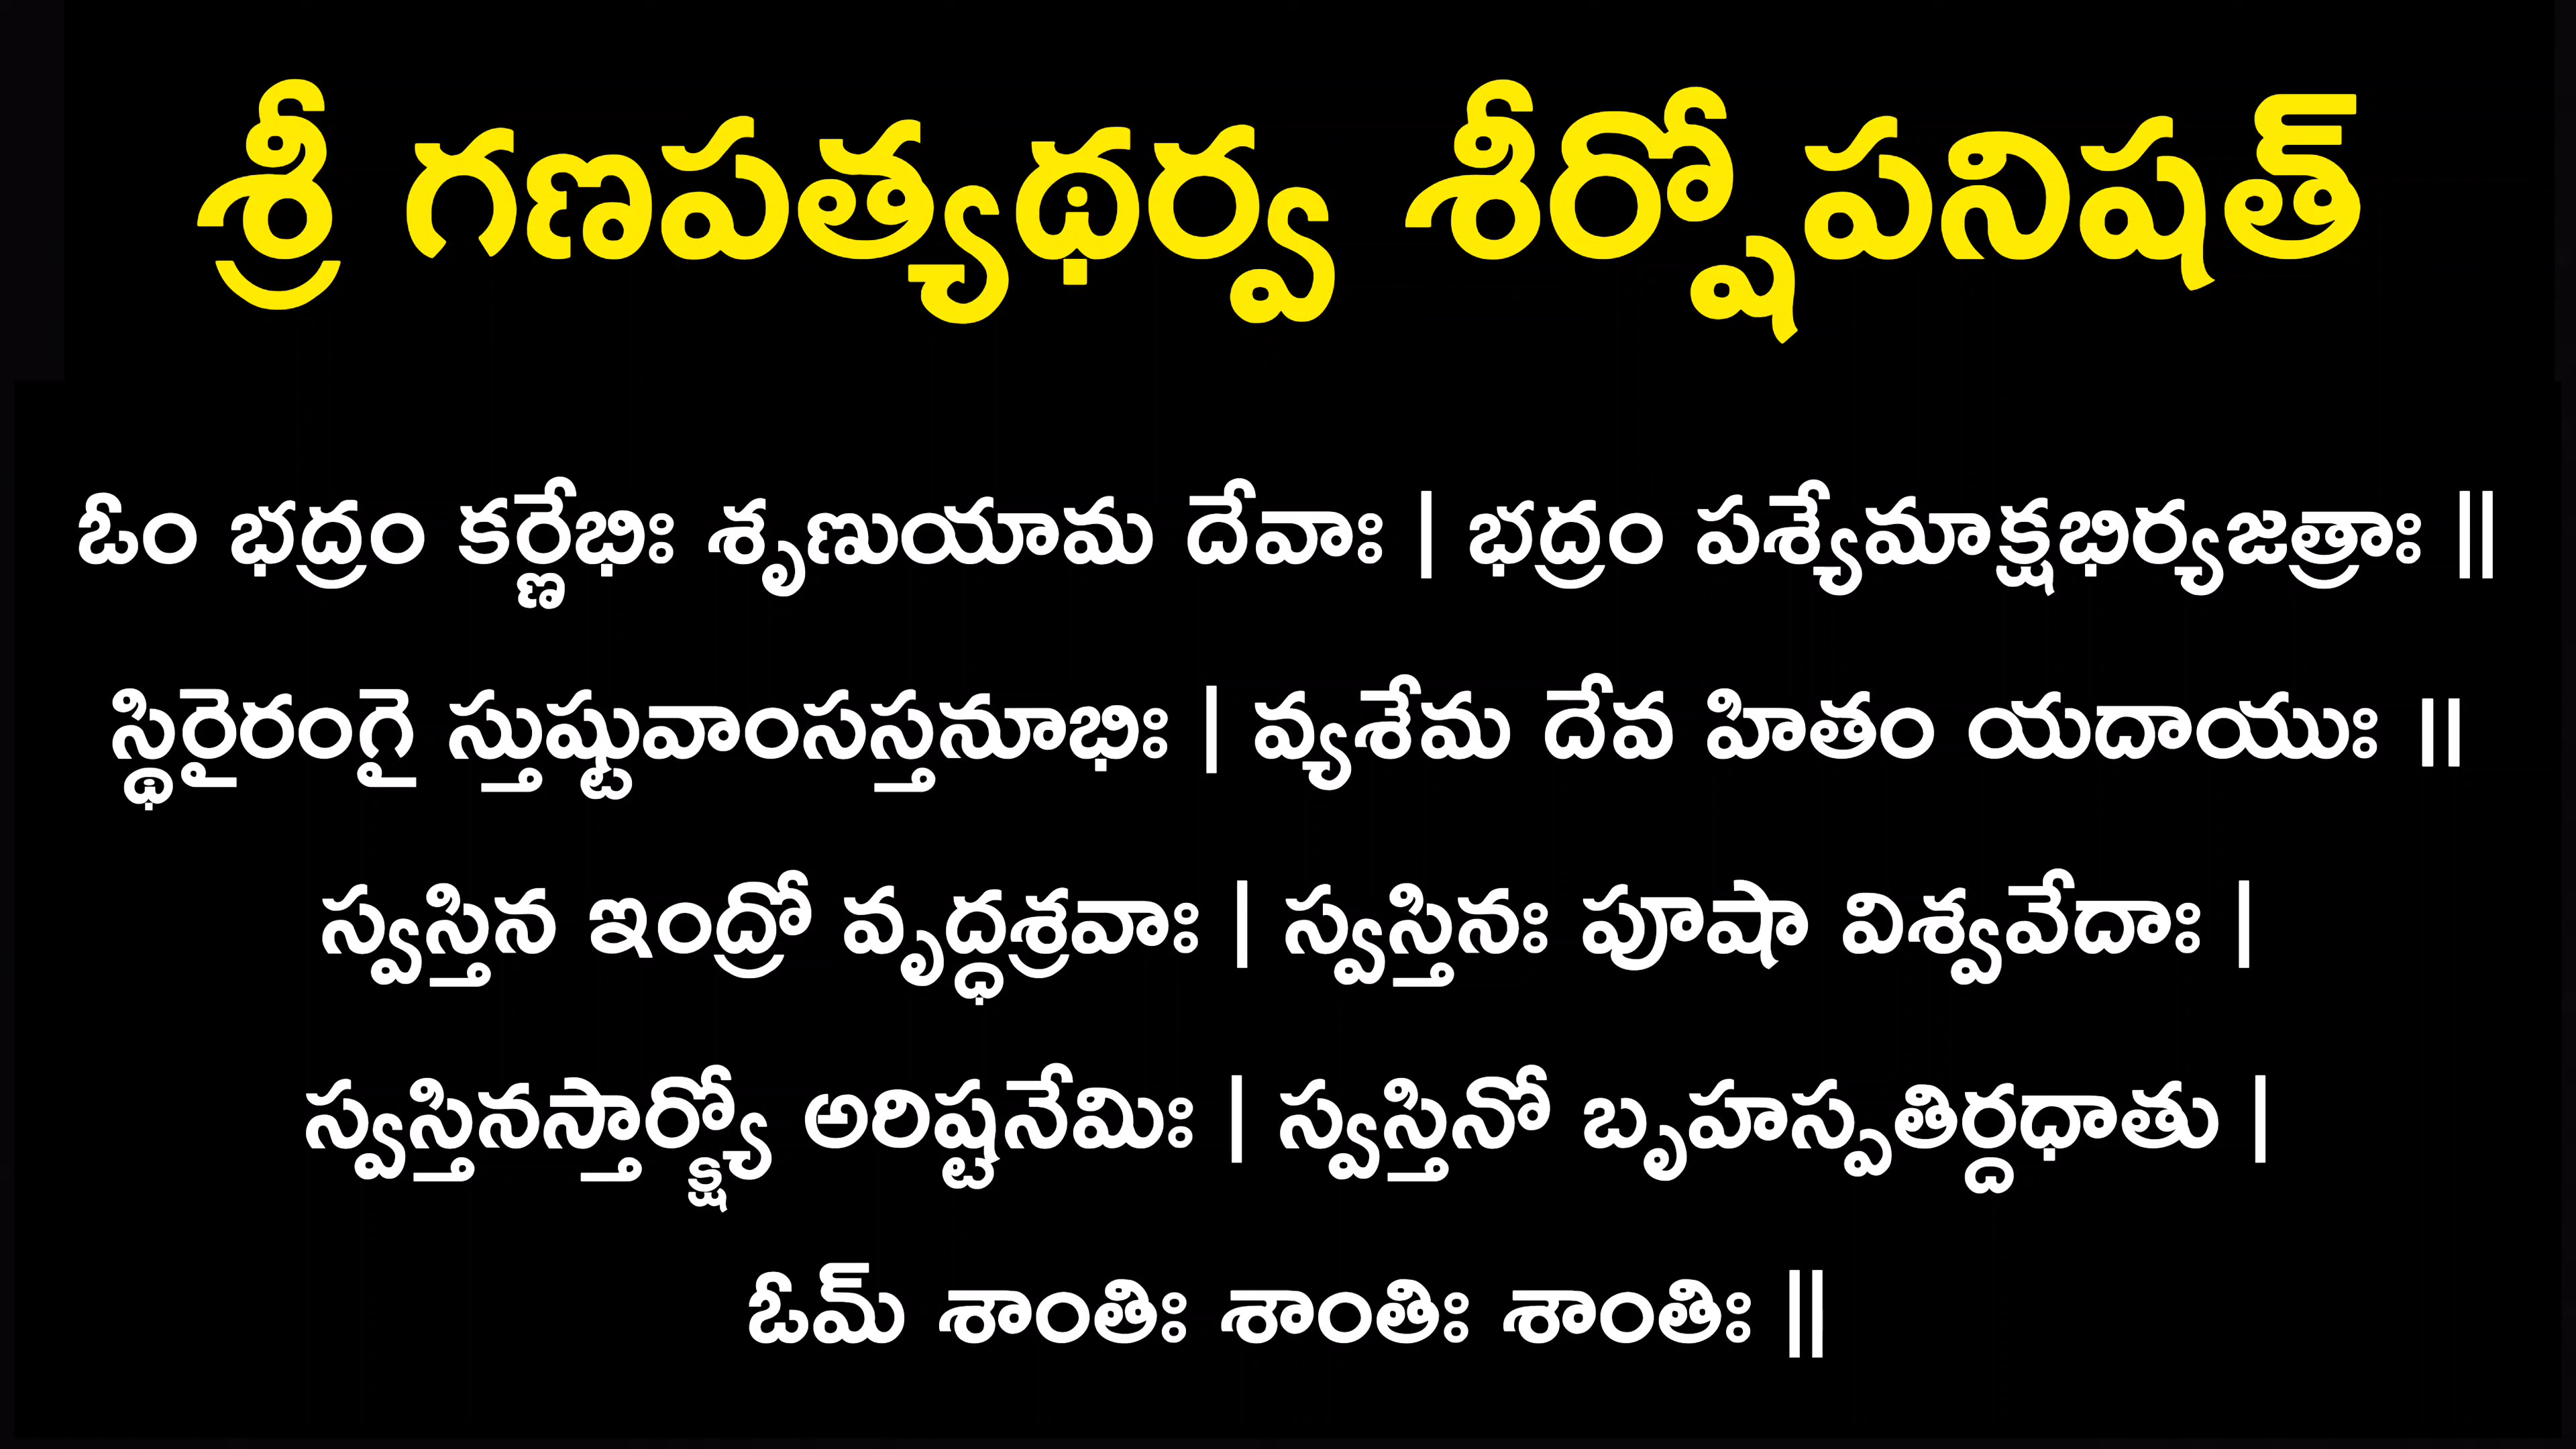 శ్రీ గణపత్యథర్వ శీర్షోపనిషత్
ఓం భద్రం కర్ణేభిః శృణుయామ దేవాః | భద్రం పశ్యేమాక్షభిర్యజత్రాః ||
స్థిరైరంగై స్తుష్టువాంసస్తనూభిః | వ్యశేమ దేవ హితం యదాయుః ॥
స్వస్తిన ఇంద్రో వృద్ధశ్రవాః | స్వస్తినః పూషా విశ్వవేదాః |
స్వస్తినస్తార్క్ష్యో అరిష్టనేమిః | స్వస్తినో బృహస్పతిర్దధాతు |
ఓమ్ శాంతిః శాంతిః శాంతిః ||